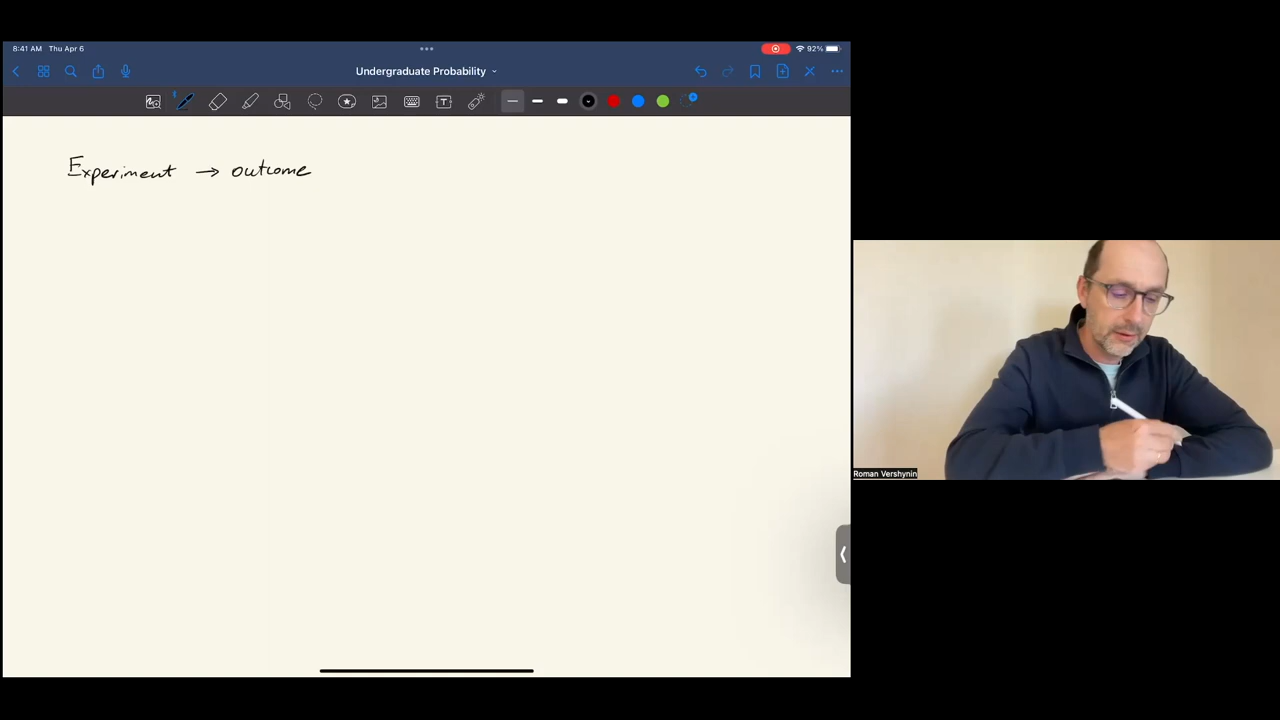 8:41 AM Thu Apr 6
92%
Undergraduate Probability
Experiment → outcome
Roman Vershynin